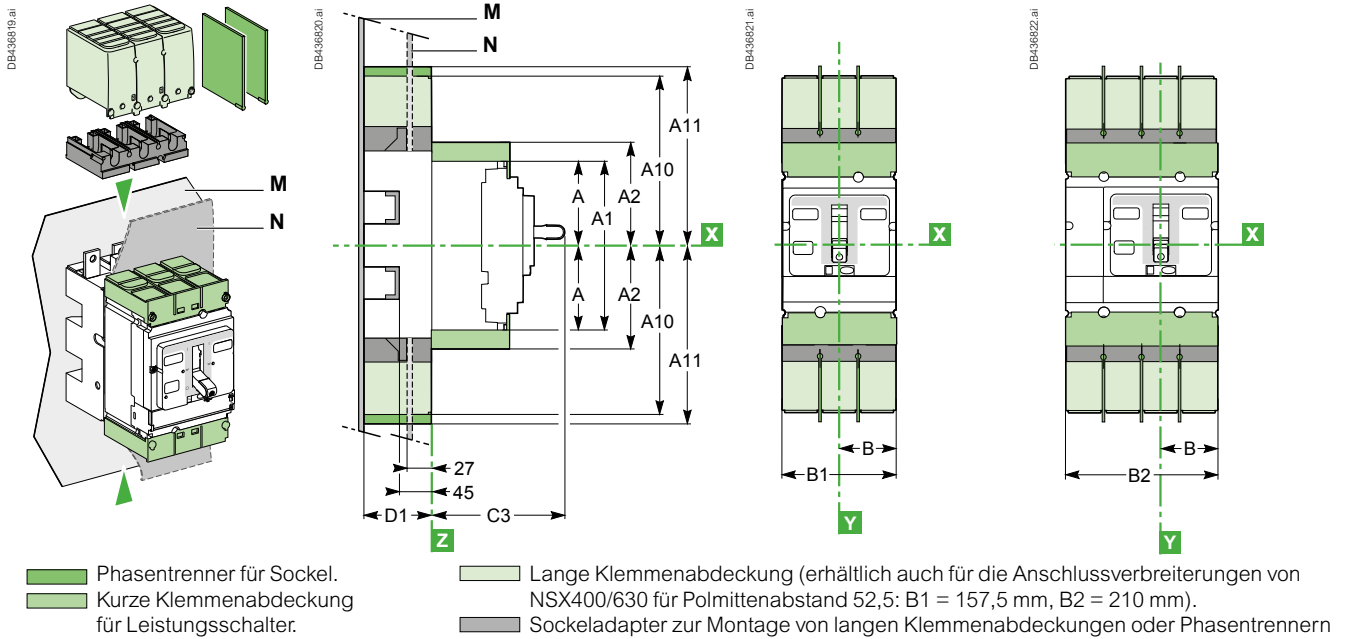 DB436819.ai
M
N
DB436820.ai
M
N
A11
A10
A2
A
A1
X
A
A2
A10
A11
27
45
D1
C3
Z
DB436821.ai
X
B
B1
Y
DB436822.ai
X
B
B2
Y
Phasentrenner für Sockel.
Kurze Klemmenabdeckung
für Leistungsschalter.
Lange Klemmenabdeckung (erhältlich auch für die Anschlussverbreiterungen von
NSX400/630 für Polmittenabstand 52,5: B1 = 157,5 mm, B2 = 210 mm).
Sockeladapter zur Montage von langen Klemmenabdeckungen oder Phasentrennern